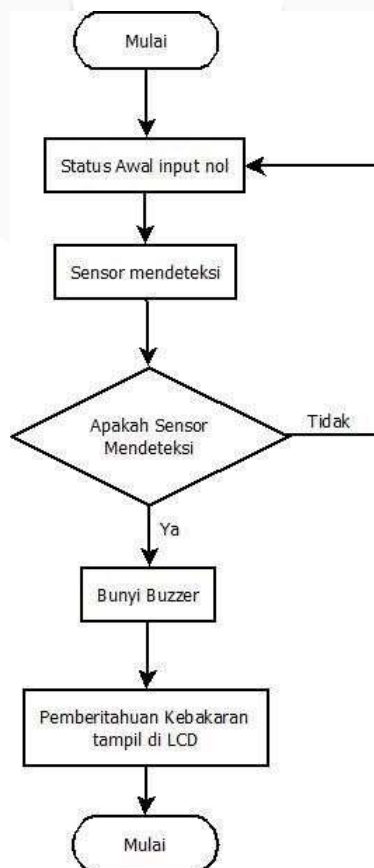 Mulai
Status Awal input nol
Sensor mendeteksi
Apakah Sensor
Mendeteksi
Tidak
Ya
Bunyi Buzzer
Pemberitahuan Kebakaran
tampil di LCD
Mulai